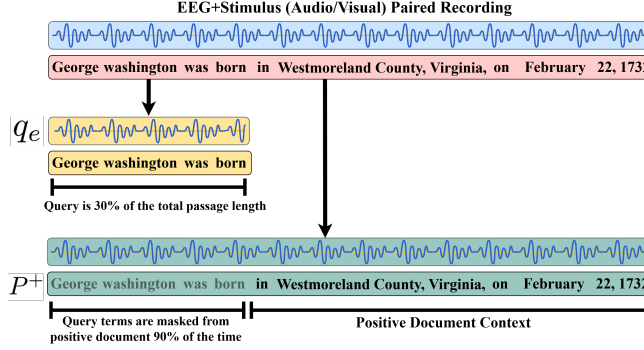 EEG+Stimulus (Audio/Visual) Paired Recording
George washington was born in Westmoreland County, Virginia, on February 22, 1732
|q_e|
George washington was born
Query is 30% of the total passage length
|P^+|
George washington was born in Westmoreland County, Virginia, on February 22, 1732
Query terms are masked from
positive document 90% of the time
Positive Document Context